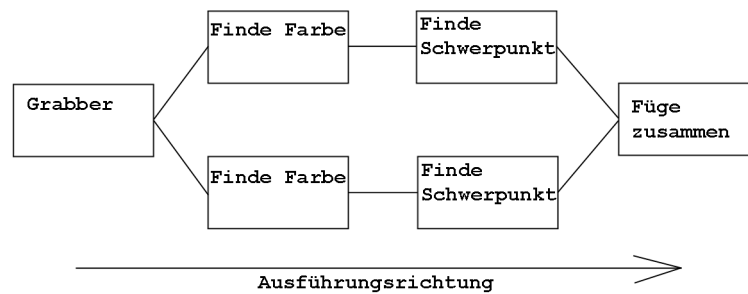 Grabber
Finde Farbe
Finde
Schwerpunkt
Finde Farbe
Finde
Schwerpunkt
Füge
zusammen
Ausführungsrichtung